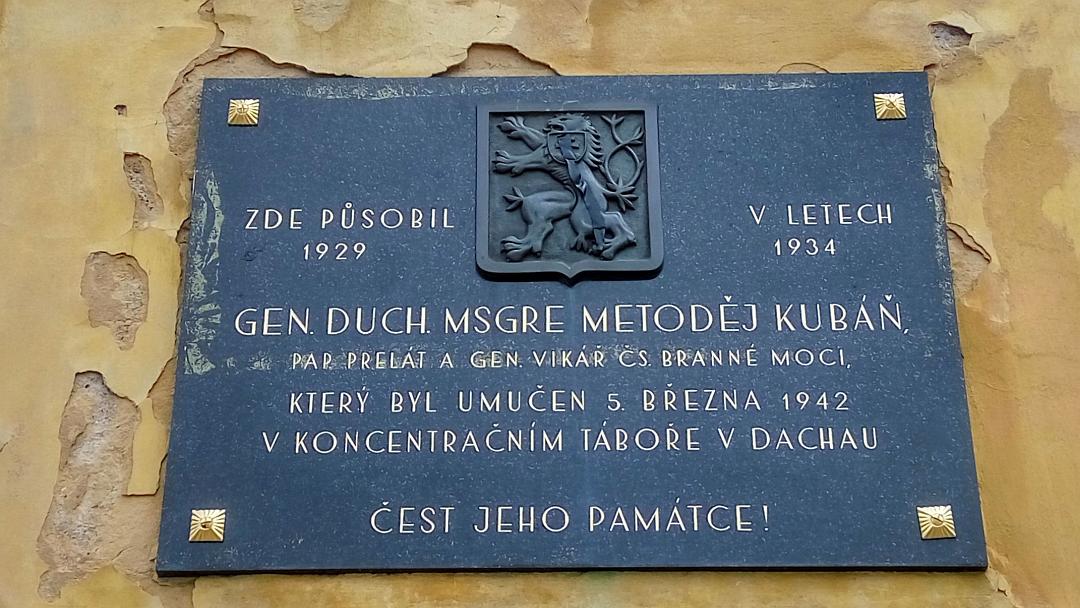 ZDE PŮSOBIL V LETECH
1929 1934
GEN. DUCH. MSGRE METODĚJ KUBÁŇ,
PAP. PRELÁT A GEN. VIKÁŘ ČS. BRANNÉ MOCI,
KTERÝ BYL UMUČEN 5. BŘEZNA 1942
V KONCENTRAČNÍM TÁBOŘE V DACHAU
ČEST JEHO PAMÁTCE!